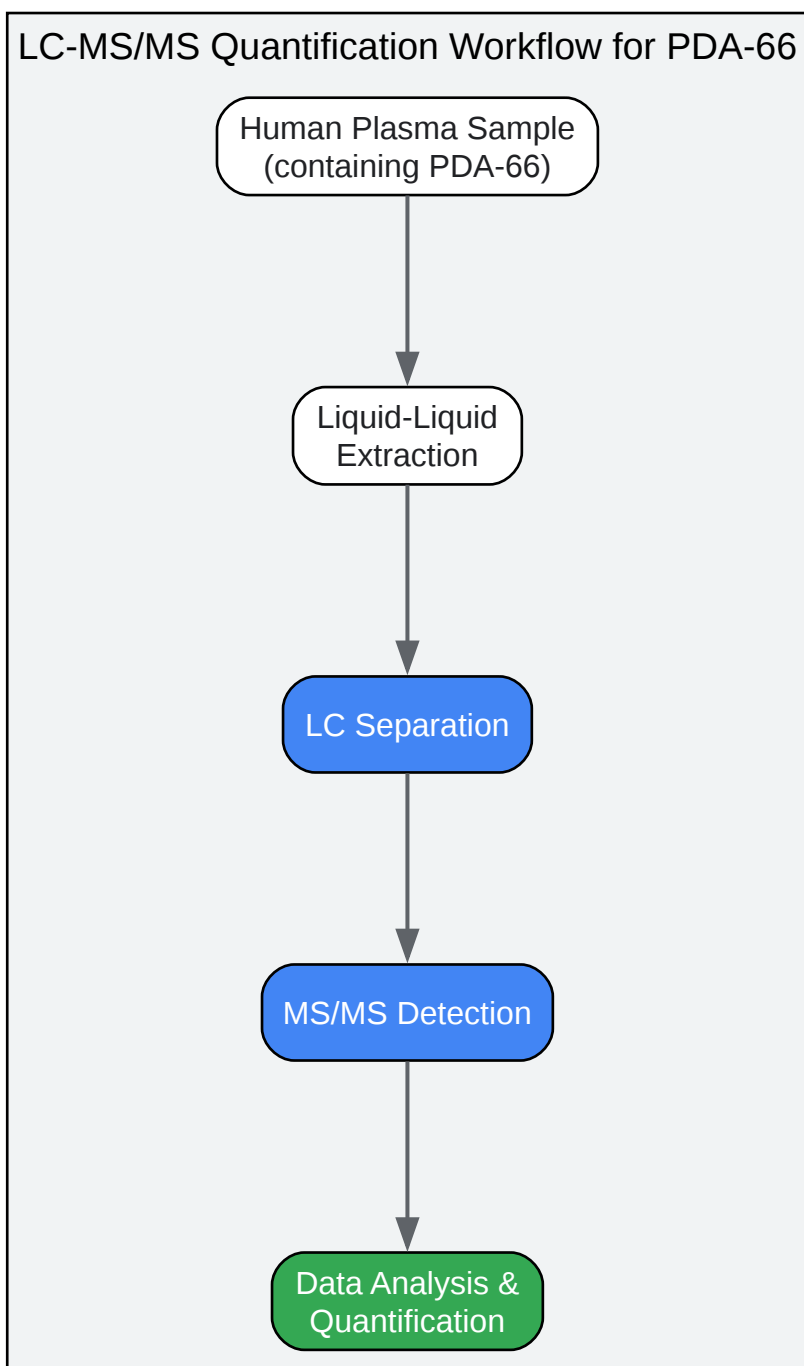 LC-MS/MS Quantification Workflow for PDA-66
Human Plasma Sample
(containing PDA-66)
Liquid-Liquid
Extraction
LC Separation
MS/MS Detection
Data Analysis &
Quantification